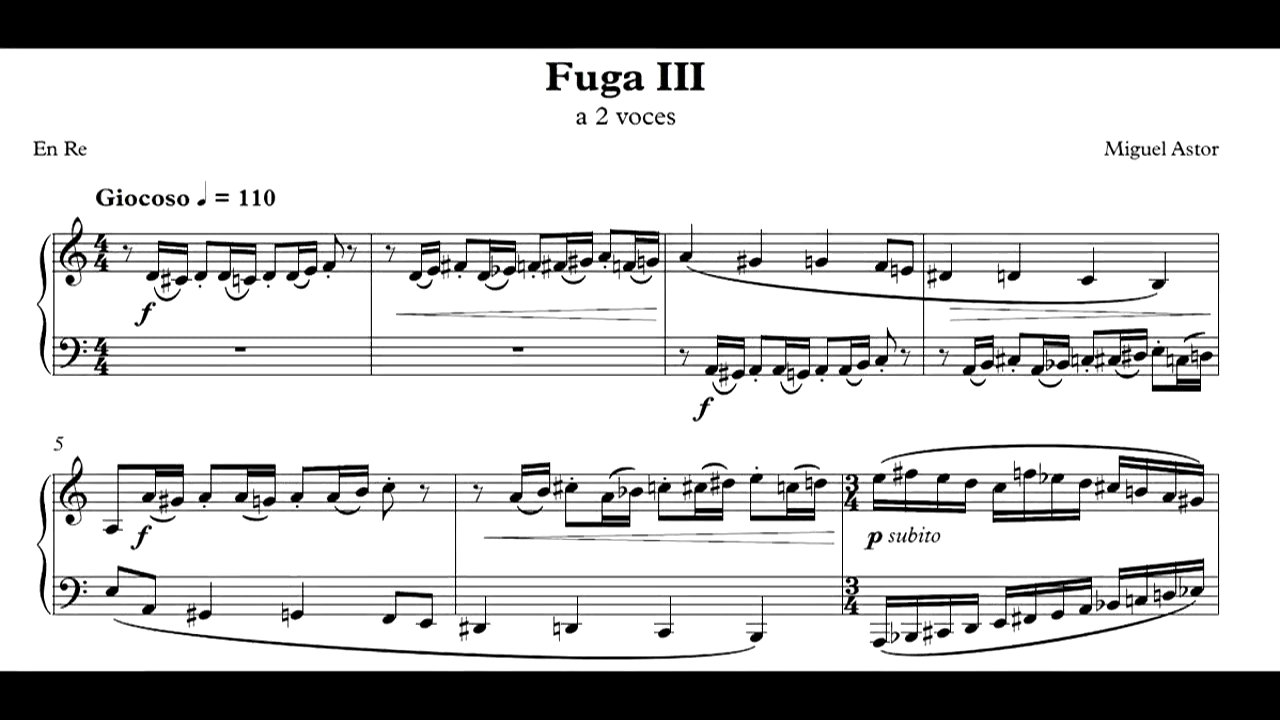 Fuga III
a 2 voces
En Re
Miguel Astor
Giocoso ♩ = 110
4
4
f
4
4
f
5
f
3
4
p subito
3
4